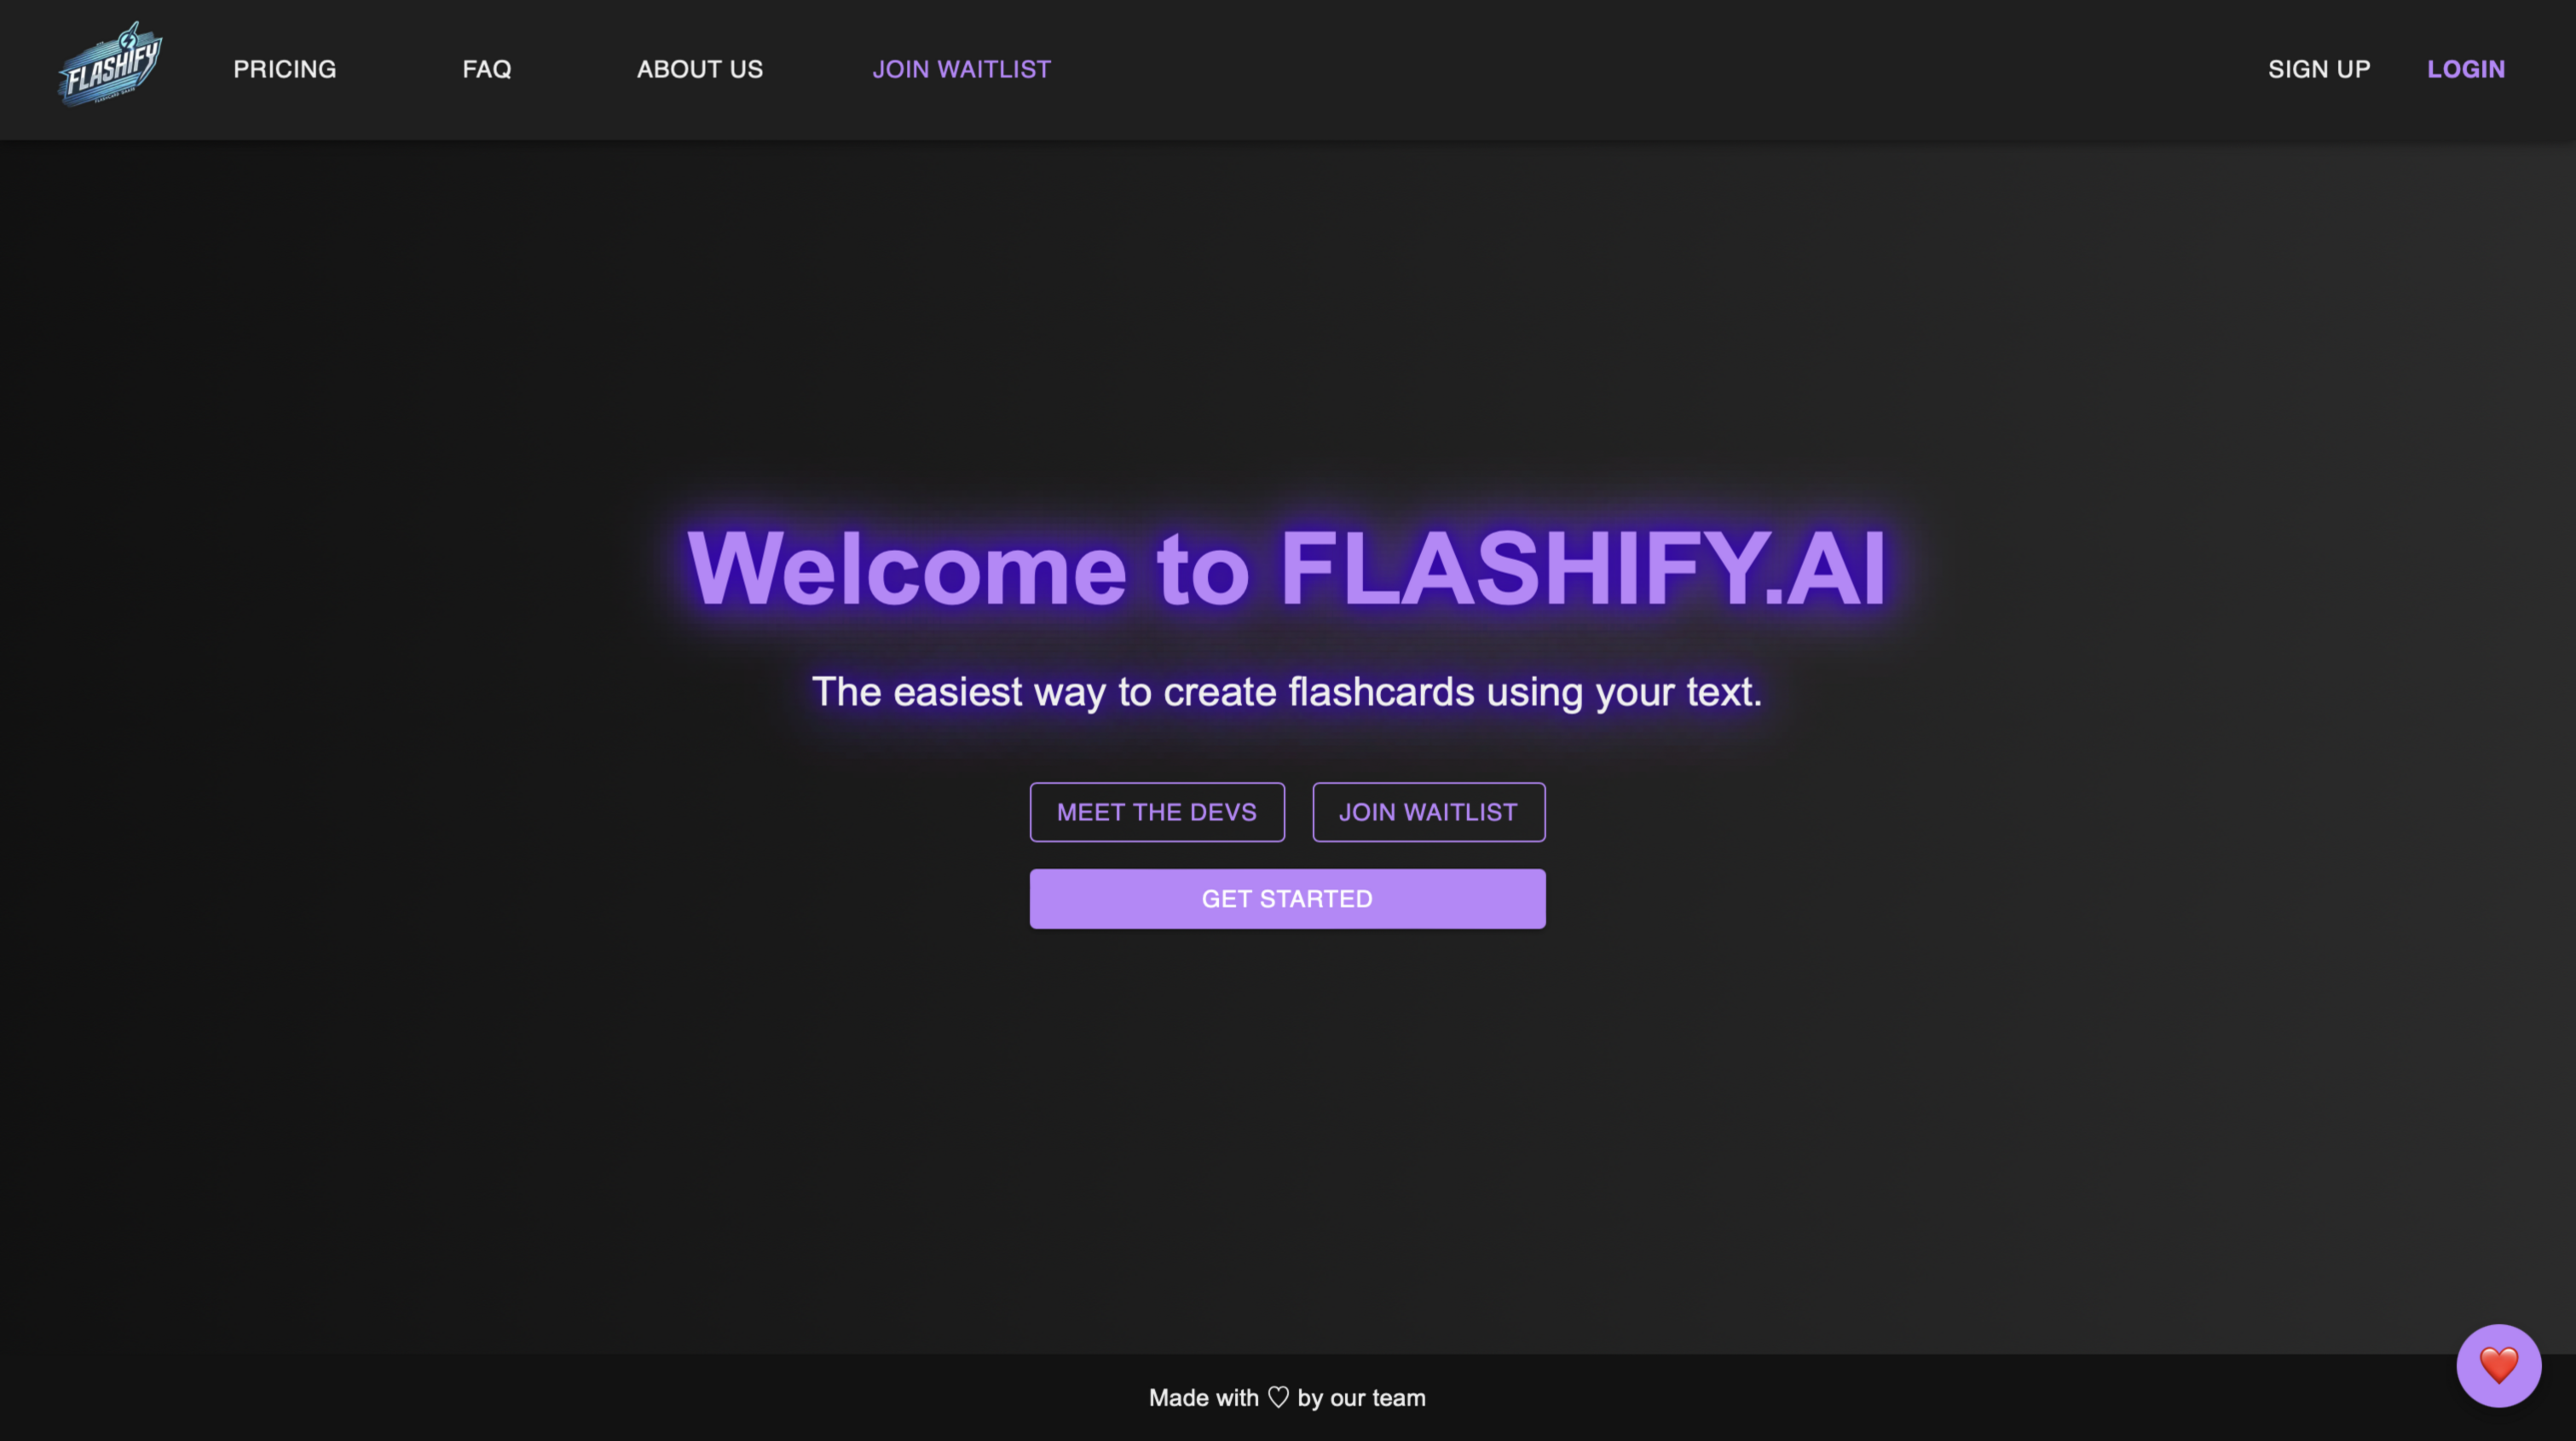 FLASHIFY
PRICING
FAQ
ABOUT US
JOIN WAITLIST
SIGN UP
LOGIN
Welcome to FLASHIFY.AI
The easiest way to create flashcards using your text.
MEET THE DEVS
JOIN WAITLIST
GET STARTED
Made with ♡ by our team